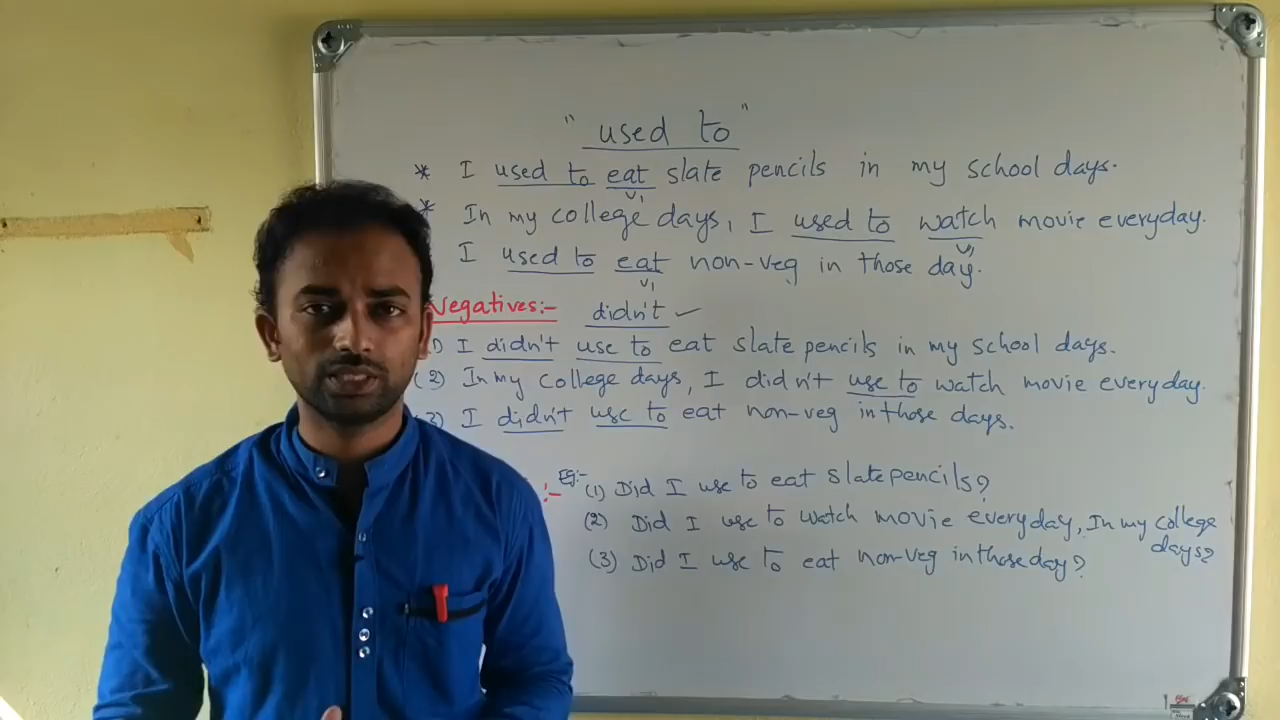 " used to "
* I used to eat slate pencils in my school days.
V1
* In my college days, I used to watch movie everyday.
V1
I used to eat non-veg in those day.
V1
Negatives:- didn't ✓
1) I didn't use to eat slate pencils in my school days.
(2) In my college days, I didn't use to watch movie everyday.
3) I didn't use to eat non-veg in those days.
:- Eg:-
(1) Did I use to eat slate pencils?
(2) Did I use to watch movie everyday, In my college
days?
(3) Did I use to eat non-veg in those day?